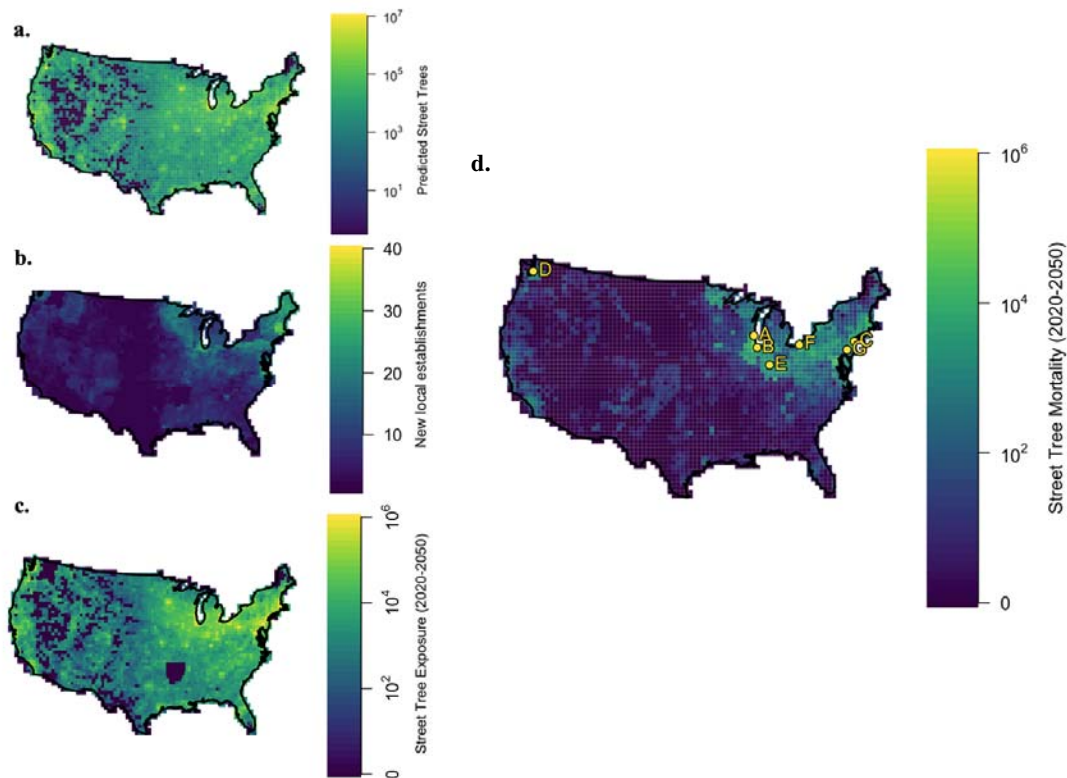 a.
10^7
10^5
10^3
10^1
Predicted Street Trees
b.
40
30
20
10
New local establishments
c.
10^6
10^4
10^2
0
Street Tree Exposure (2020-2050)
d.
D
A
B
E
F
C
G
10^6
10^4
10^2
0
Street Tree Mortality (2020-2050)